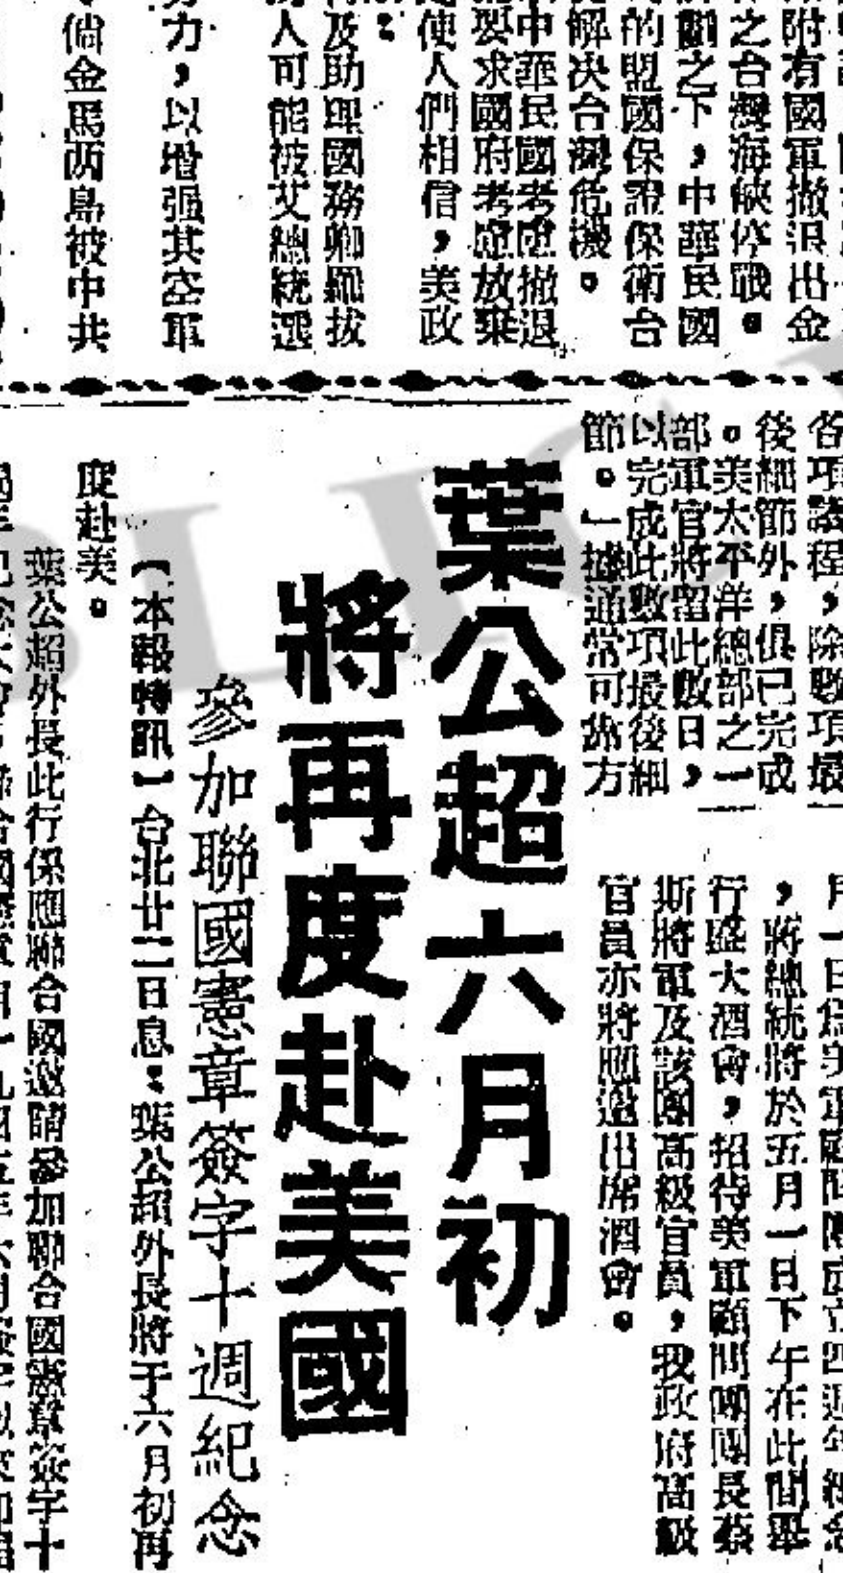 附有國軍撤退出金
之台灣海峽停戰。
劃之下，中華民國
的盟國保證保衛台
解决台灣危機。
中華民國考慮撤退
要求國府考慮放棄
使人們相信，美政
及助理國務卿羅拔
人可能被艾總統選
力，以增强其空軍
倘金馬两島被中共
各項議程，除數項最
後細節外，俱已完成
。美太平洋總部之一
部軍官將留此數日，
以完成此數項最後細
節。」據通常可靠方
月一日爲美軍顧問團成立四週年紀念
，蔣總統將於五月一日下午在此間舉
行盛大酒會，招待美軍顧問團團長蔡
斯將軍及該團高級官員，我政府高級
官員亦將應邀出席酒會。
葉公超六月初
將再度赴美國
參加聯國憲章簽字十週紀念
【本報特訊】台北廿二日息：葉公超外長將于六月初再
度赴美。
葉公超外長此行係應聯合國邀請參加聯合國憲章簽字十